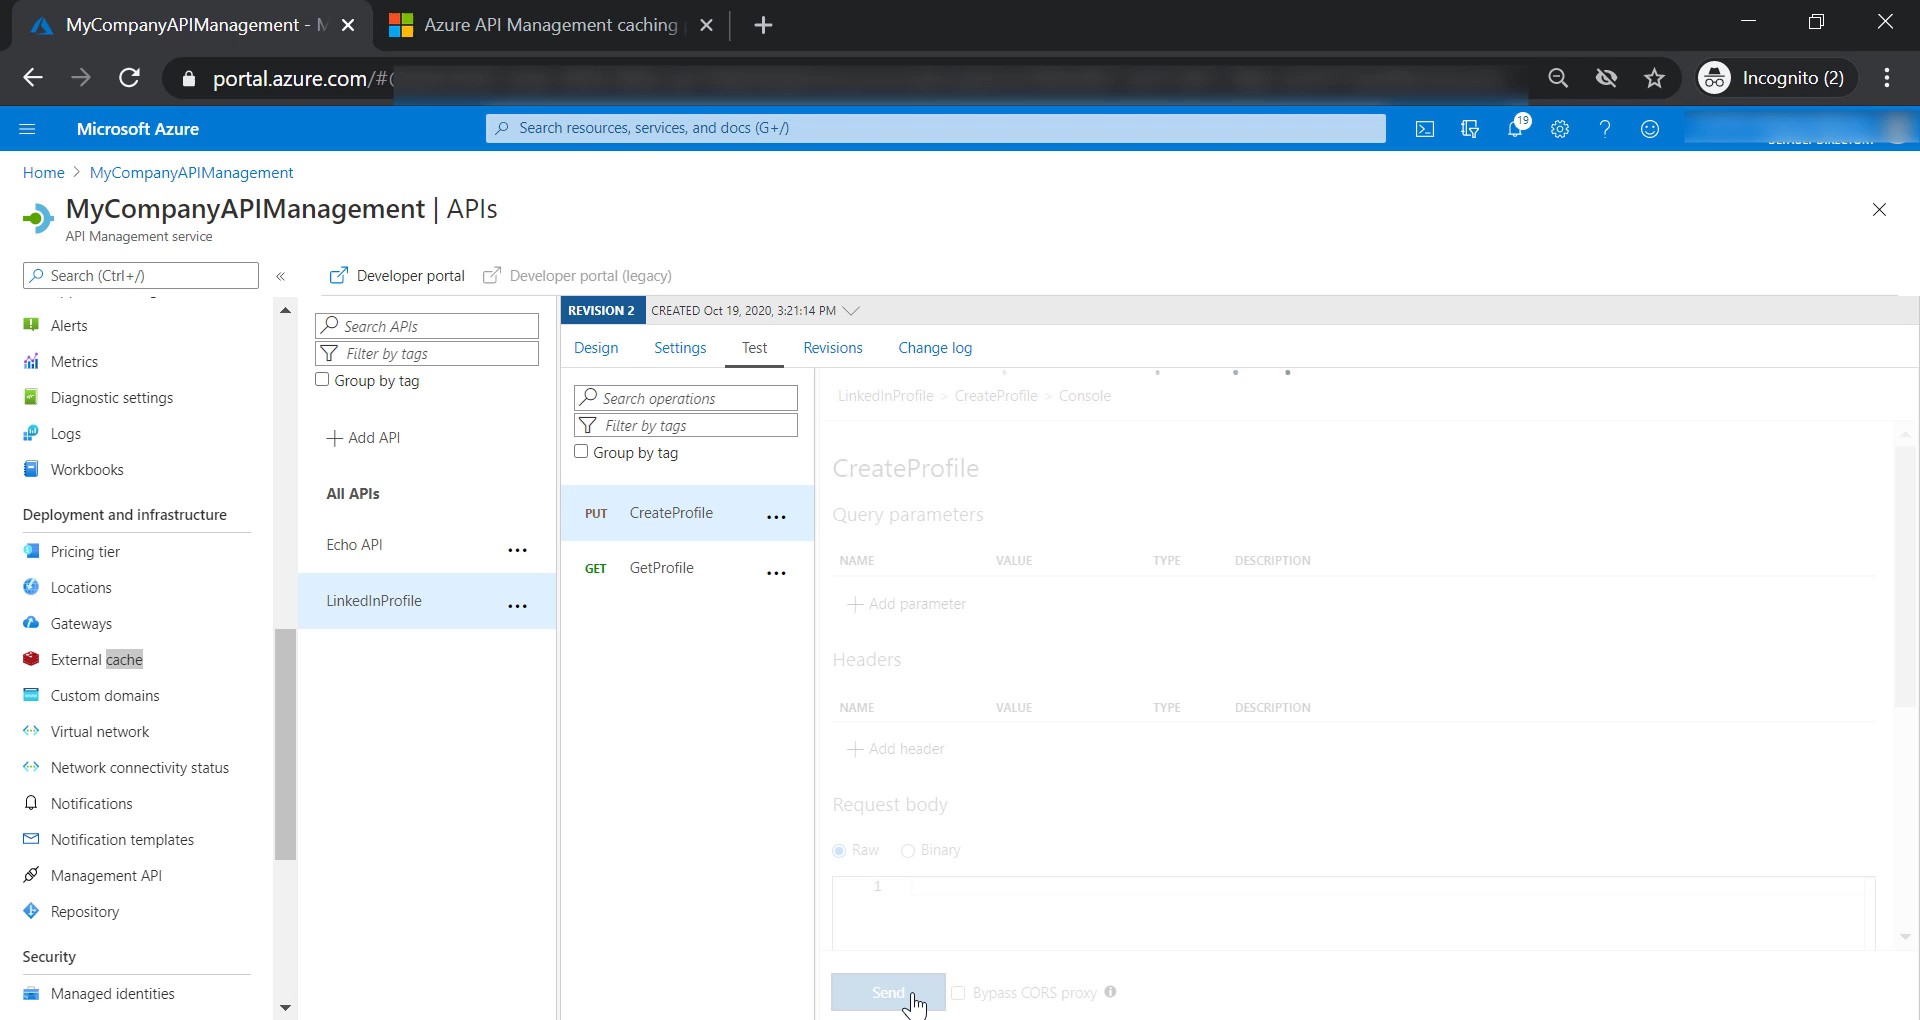 MyCompanyAPIManagement -
Azure API Management caching
portal.azure.com/#
Incognito (2)
Microsoft Azure
Search resources, services, and docs (G+/)
19
Home > MyCompanyAPIManagement
MyCompanyAPIManagement | APIs
API Management service
Search (Ctrl+/)
«
Developer portal
Developer portal (legacy)
Alerts
Metrics
Diagnostic settings
Logs
Workbooks
Deployment and infrastructure
Pricing tier
Locations
Gateways
External cache
Custom domains
Virtual network
Network connectivity status
Notifications
Notification templates
Management API
Repository
Security
Managed identities
Search APIs
Filter by tags
Group by tag
Add API
All APIs
Echo API ...
LinkedInProfile ...
REVISION 2 CREATED Oct 19, 2020, 3:21:14 PM
Design Settings Test Revisions Change log
Search operations
Filter by tags
Group by tag
PUT CreateProfile ...
GET GetProfile ...
LinkedInProfile > CreateProfile > Console
CreateProfile
Query parameters
NAME VALUE TYPE DESCRIPTION
Add parameter
Headers
NAME VALUE TYPE DESCRIPTION
Add header
Request body
Raw Binary
1
Send Bypass CORS proxy